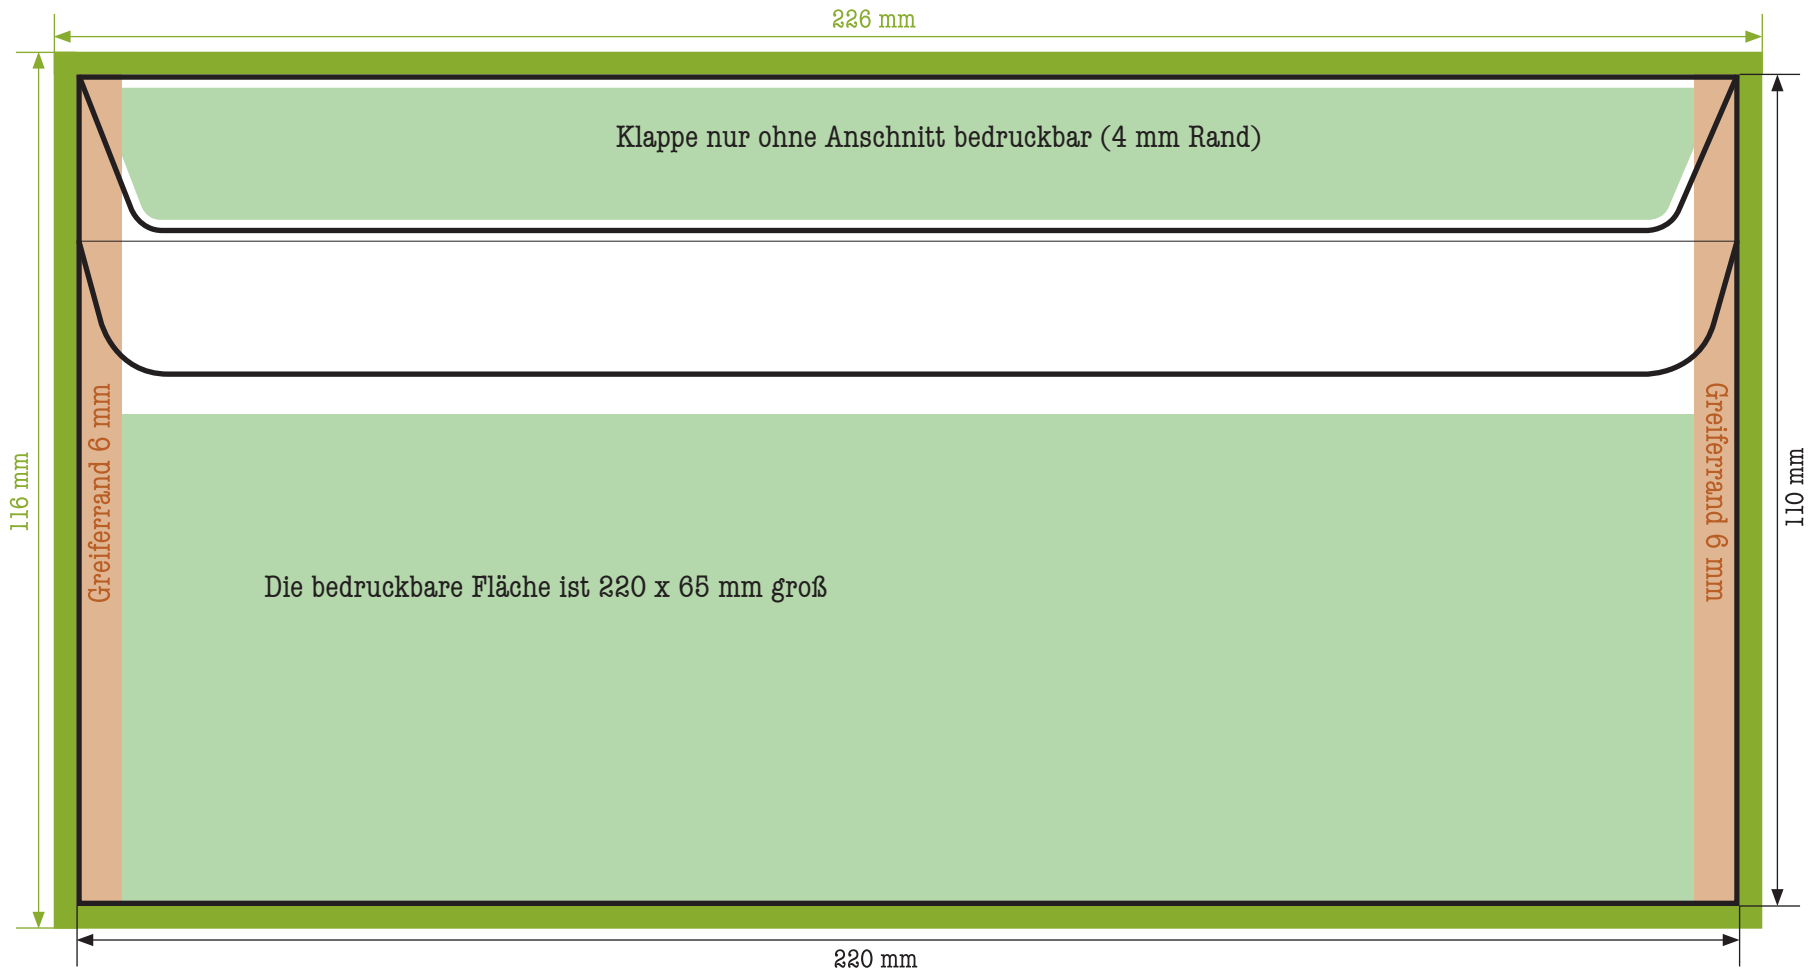 226 mm
Klappe nur ohne Anschnitt bedruckbar (4 mm Rand)
Greiferrand 6 mm
Greiferrand 6 mm
116 mm
110 mm
Die bedruckbare Fläche ist 220 x 65 mm groß
220 mm